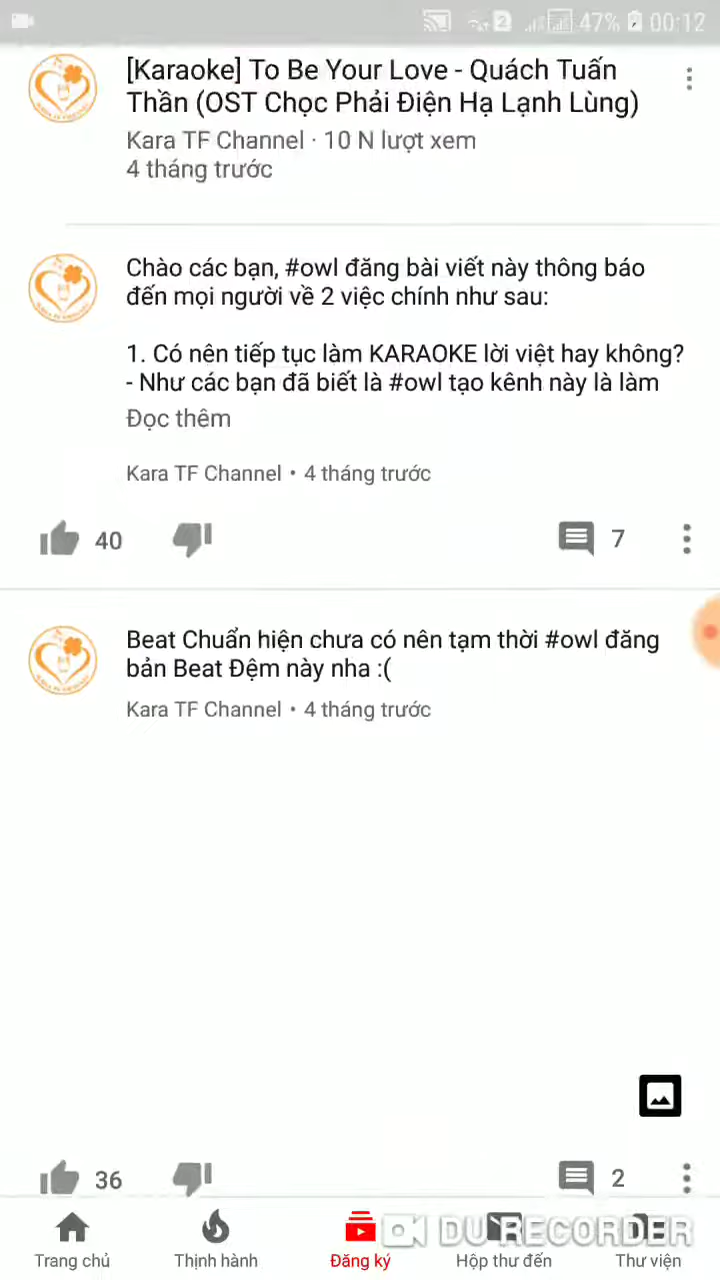 2 47% 00:12
[Karaoke] To Be Your Love - Quách Tuấn
Thần (OST Chọc Phải Điện Hạ Lạnh Lùng)
Kara TF Channel · 10 N lượt xem
4 tháng trước
Chào các bạn, #owl đăng bài viết này thông báo
đến mọi người về 2 việc chính như sau:
1. Có nên tiếp tục làm KARAOKE lời việt hay không?
- Như các bạn đã biết là #owl tạo kênh này là làm
Đọc thêm
Kara TF Channel • 4 tháng trước
40 7
Beat Chuẩn hiện chưa có nên tạm thời #owl đăng
bản Beat Đệm này nha :(
Kara TF Channel • 4 tháng trước
36 2
DU RECORDER
Trang chủ Thịnh hành Đăng ký Hộp thư đến Thư viện